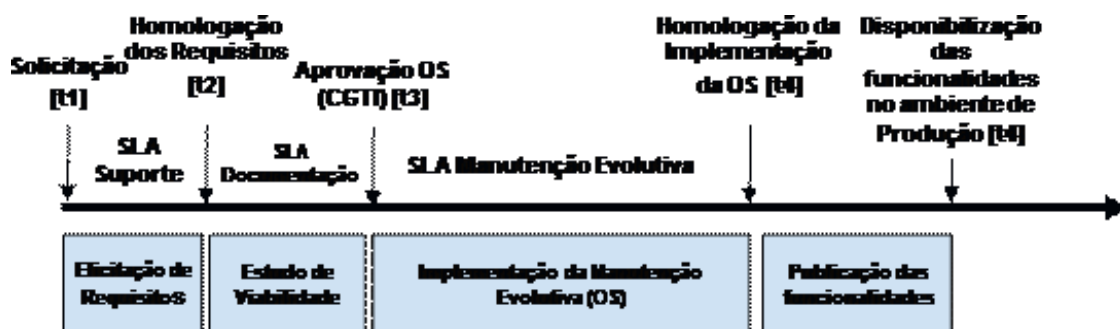 Solicitação
[t1]
Homologação
dos Requisitos
[t2]
Aprovação OS
(CGTI) [t3]
Homologação da
Implementação
da OS [t4]
Disponibilização
das
funcionalidades
no ambiente de
Produção [t4]
SLA
Suporte
SLA
Documentação
SLA Manutenção Evolutiva
Elicitação de
Requisitos
Estudo de
Viabilidade
Implementação da Manutenção
Evolutiva (OS)
Publicação das
funcionalidades